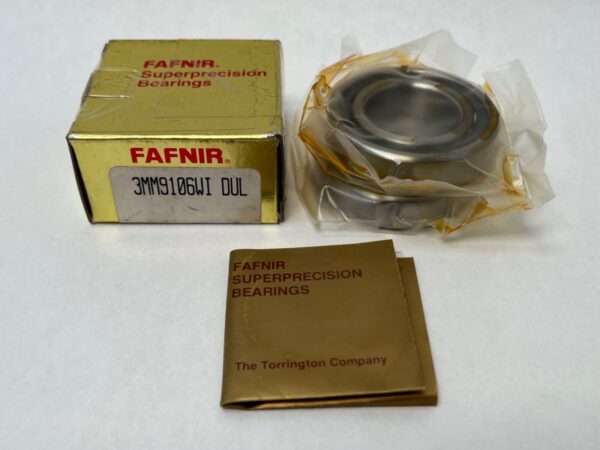 FAFNIR®
Superprecision
Bearings
FAFNIR®
3MM9106WI DUL
FAFNIR
SUPERPRECISION
BEARINGS
The Torrington Company